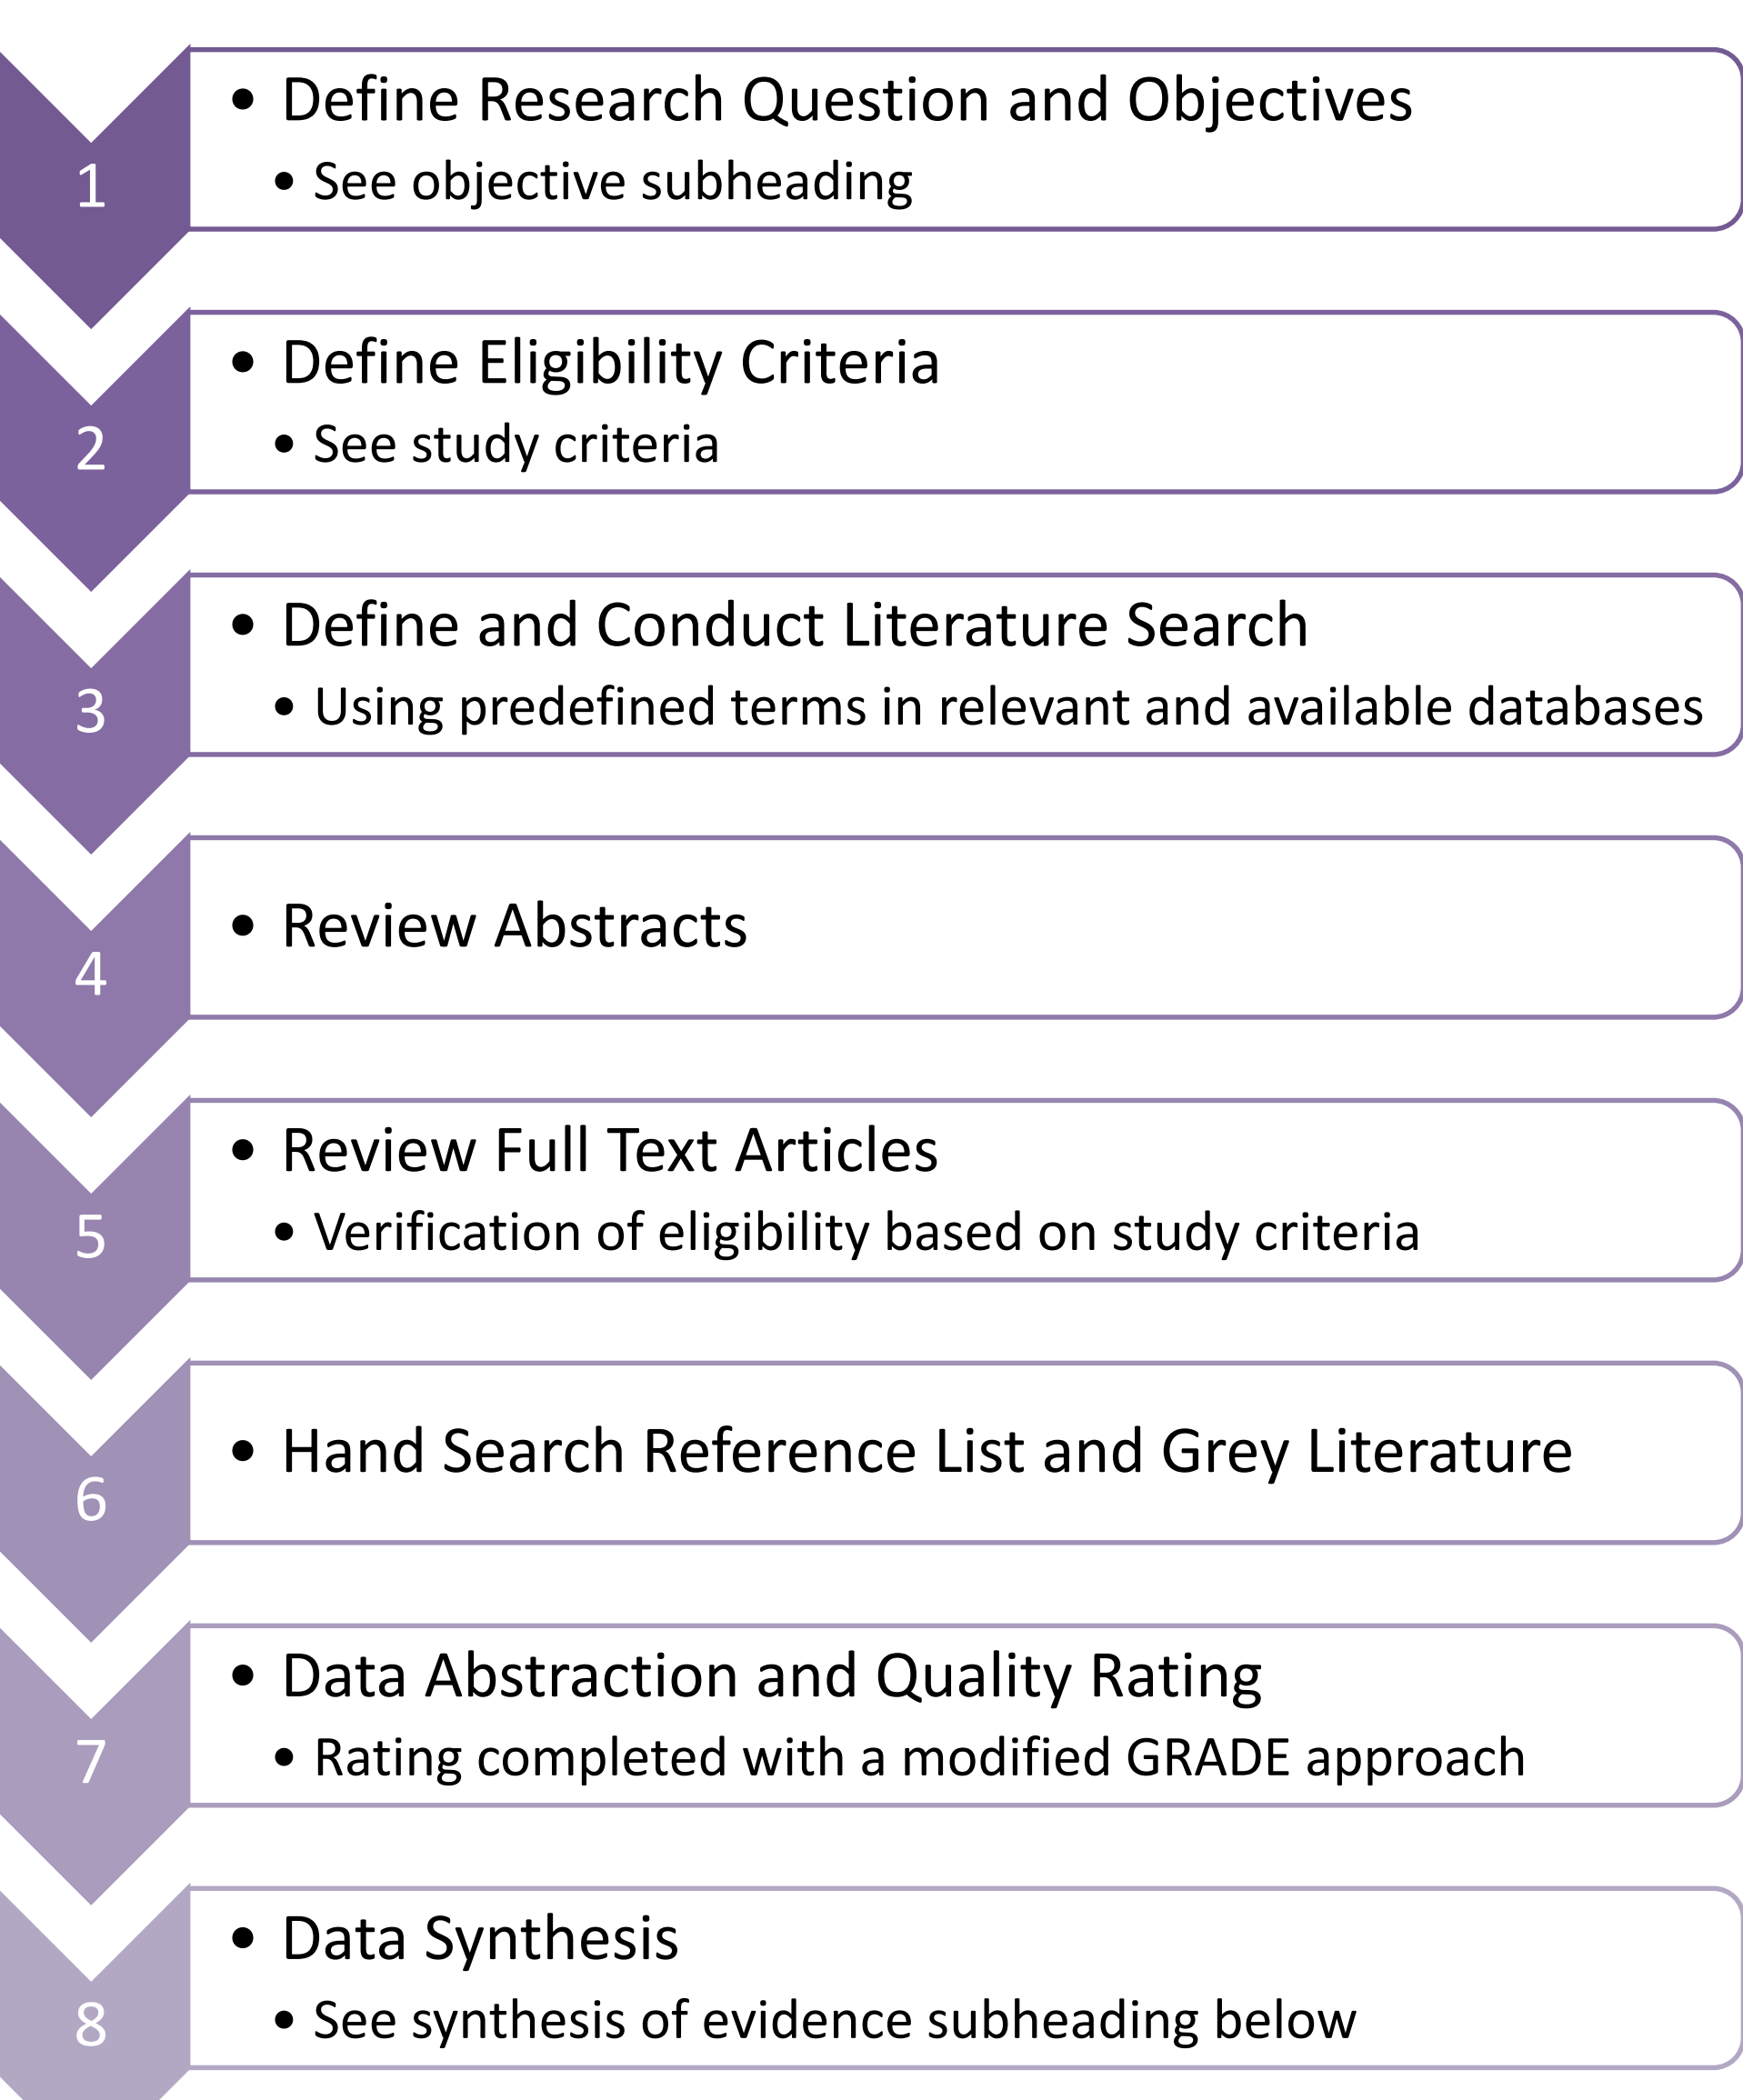 1
• Define Research Question and Objectives
• See objective subheading
2
• Define Eligibility Criteria
• See study criteria
3
• Define and Conduct Literature Search
• Using predefined terms in relevant and available databases
4
• Review Abstracts
5
• Review Full Text Articles
• Verification of eligibility based on study criteria
6
• Hand Search Reference List and Grey Literature
7
• Data Abstraction and Quality Rating
• Rating completed with a modified GRADE approach
8
• Data Synthesis
• See synthesis of evidence subheading below